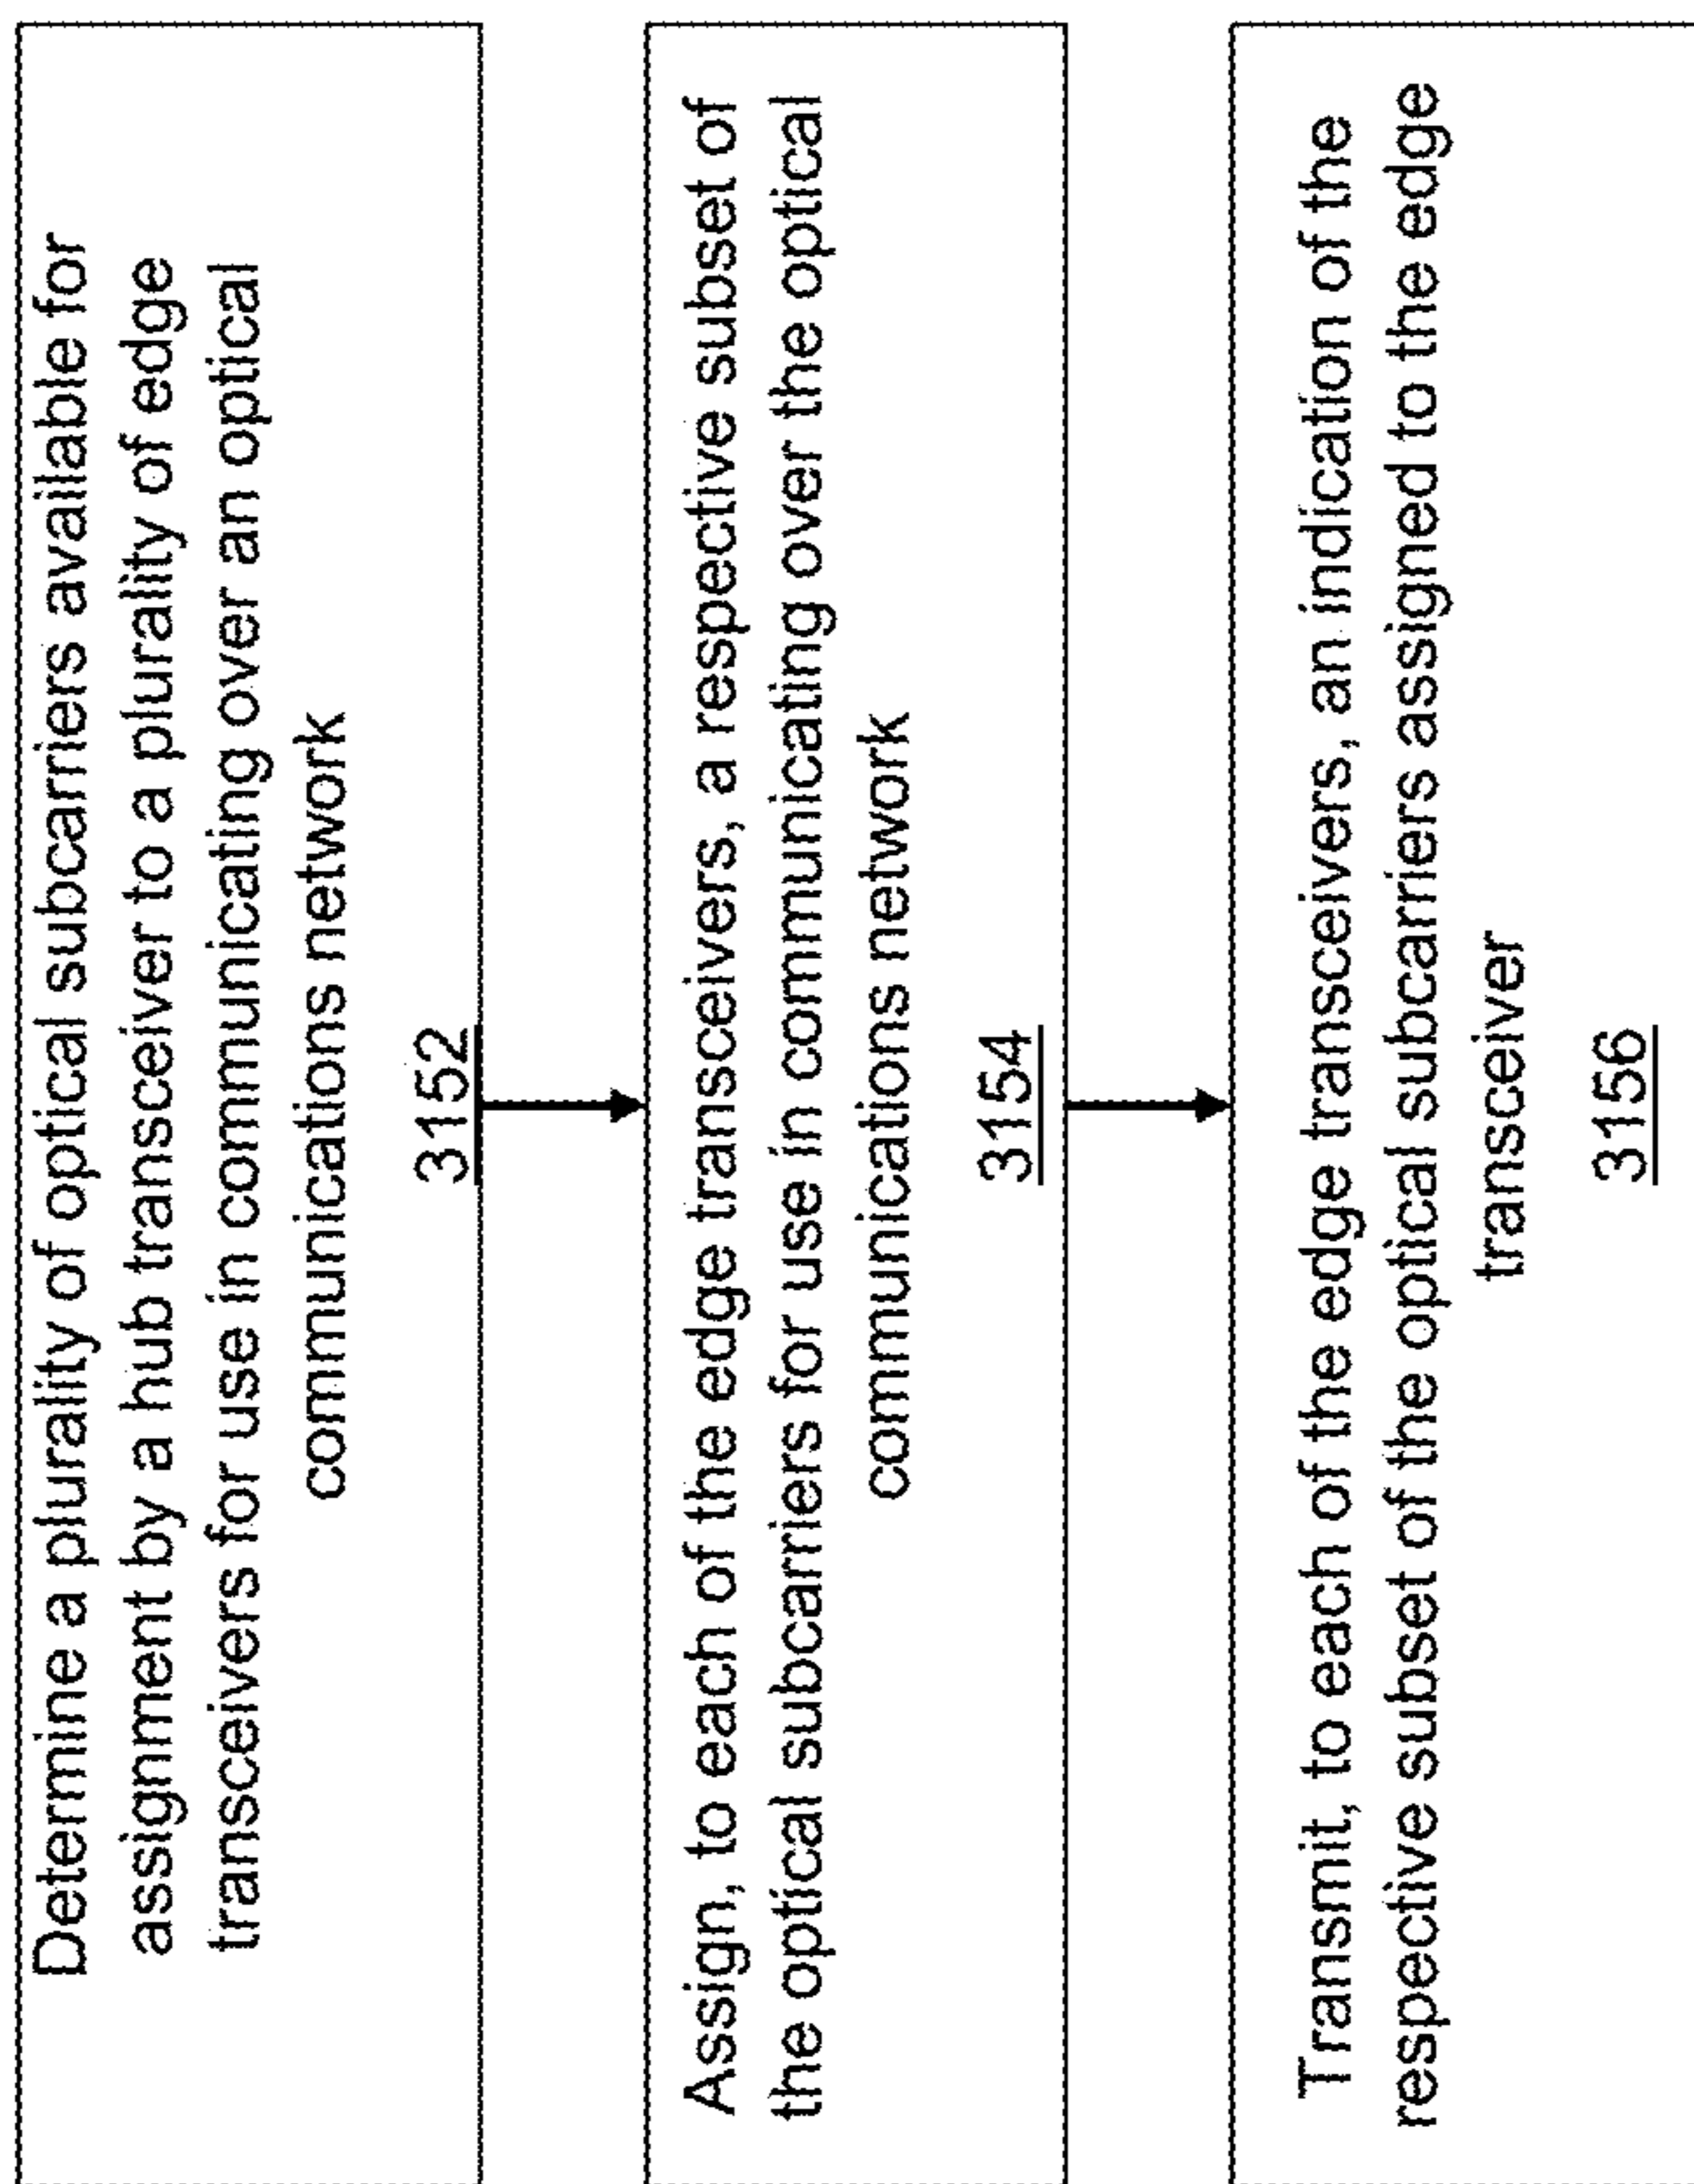 Determine a plurality of optical subcarriers available for
assignment by a hub transceiver to a plurality of edge
transceivers for use in communicating over an optical
communications network
3152
Assign, to each of the edge transceivers, a respective subset of
the optical subcarriers for use in communicating over the optical
communications network
3154
Transmit, to each of the edge transceivers, an indication of the
respective subset of the optical subcarriers assigned to the edge
transceiver
3156